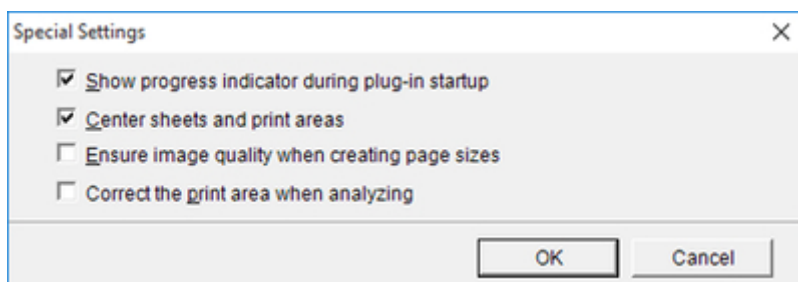 Special Settings
Show progress indicator during plug-in startup
Center sheets and print areas
Ensure image quality when creating page sizes
Correct the print area when analyzing
OK Cancel